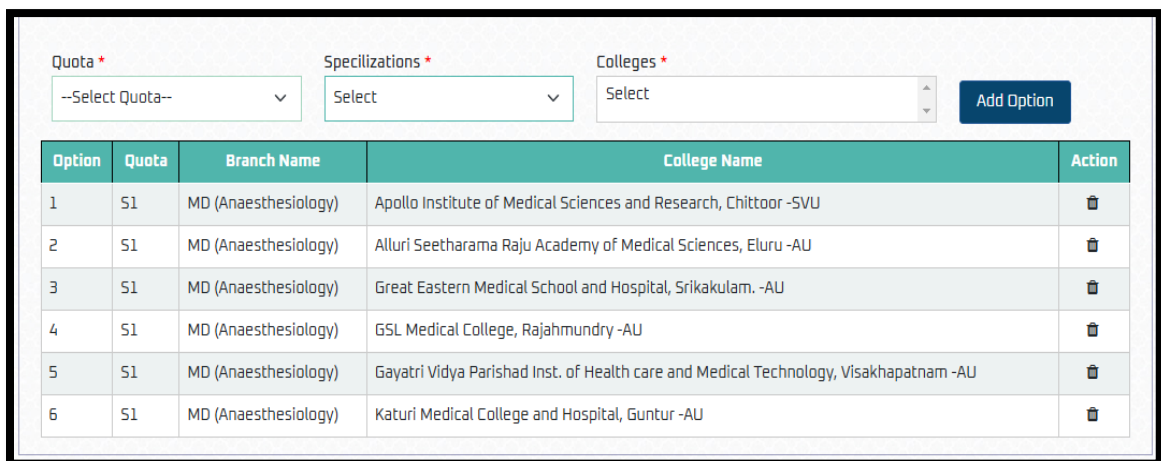 Quota * Specilizations * Colleges *
--Select Quota-- Select Select Add Option
Option Quota Branch Name College Name Action
1 S1 MD (Anaesthesiology) Apollo Institute of Medical Sciences and Research, Chittoor -SVU
2 S1 MD (Anaesthesiology) Alluri Seetharama Raju Academy of Medical Sciences, Eluru -AU
3 S1 MD (Anaesthesiology) Great Eastern Medical School and Hospital, Srikakulam. -AU
4 S1 MD (Anaesthesiology) GSL Medical College, Rajahmundry -AU
5 S1 MD (Anaesthesiology) Gayatri Vidya Parishad Inst. of Health care and Medical Technology, Visakhapatnam -AU
6 S1 MD (Anaesthesiology) Katuri Medical College and Hospital, Guntur -AU